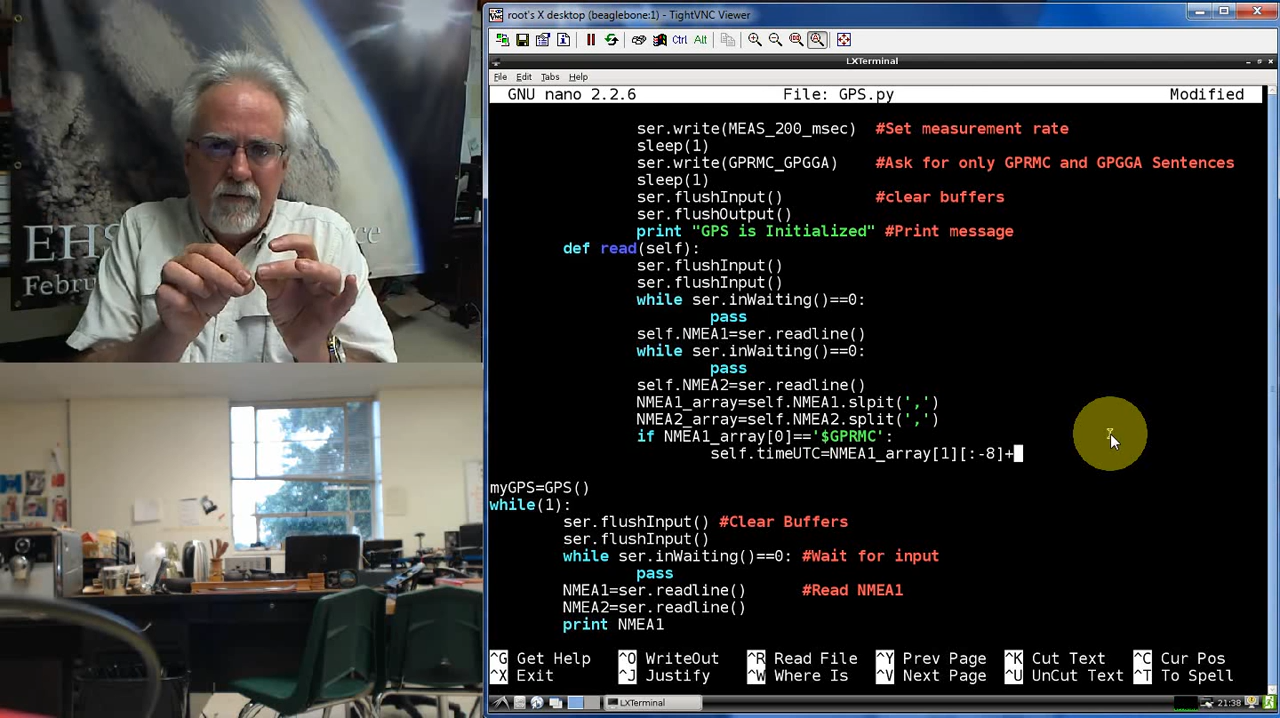 root's X desktop (beaglebone:1) - TightVNC Viewer
Ctrl Alt
LXTerminal
File Edit Tabs Help
GNU nano 2.2.6 File: GPS.py Modified
ser.write(MEAS_200_msec) #Set measurement rate
sleep(1)
ser.write(GPRMC_GPGGA) #Ask for only GPRMC and GPGGA Sentences
sleep(1)
ser.flushInput() #clear buffers
ser.flushOutput()
print "GPS is Initialized" #Print message
def read(self):
ser.flushInput()
ser.flushInput()
while ser.inWaiting()==0:
pass
self.NMEA1=ser.readline()
while ser.inWaiting()==0:
pass
self.NMEA2=ser.readline()
NMEA1_array=self.NMEA1.slpit(',')
NMEA2_array=self.NMEA2.split(',')
if NMEA1_array[0]=='$GPRMC':
self.timeUTC=NMEA1_array[1][:-8]+
myGPS=GPS()
while(1):
ser.flushInput() #Clear Buffers
ser.flushInput()
while ser.inWaiting()==0: #Wait for input
pass
NMEA1=ser.readline() #Read NMEA1
NMEA2=ser.readline()
print NMEA1
^G Get Help ^O WriteOut ^R Read File ^Y Prev Page ^K Cut Text ^C Cur Pos
^X Exit ^J Justify ^W Where Is ^V Next Page ^U UnCut Text ^T To Spell
LXTerminal 21:38
EHS
Febru